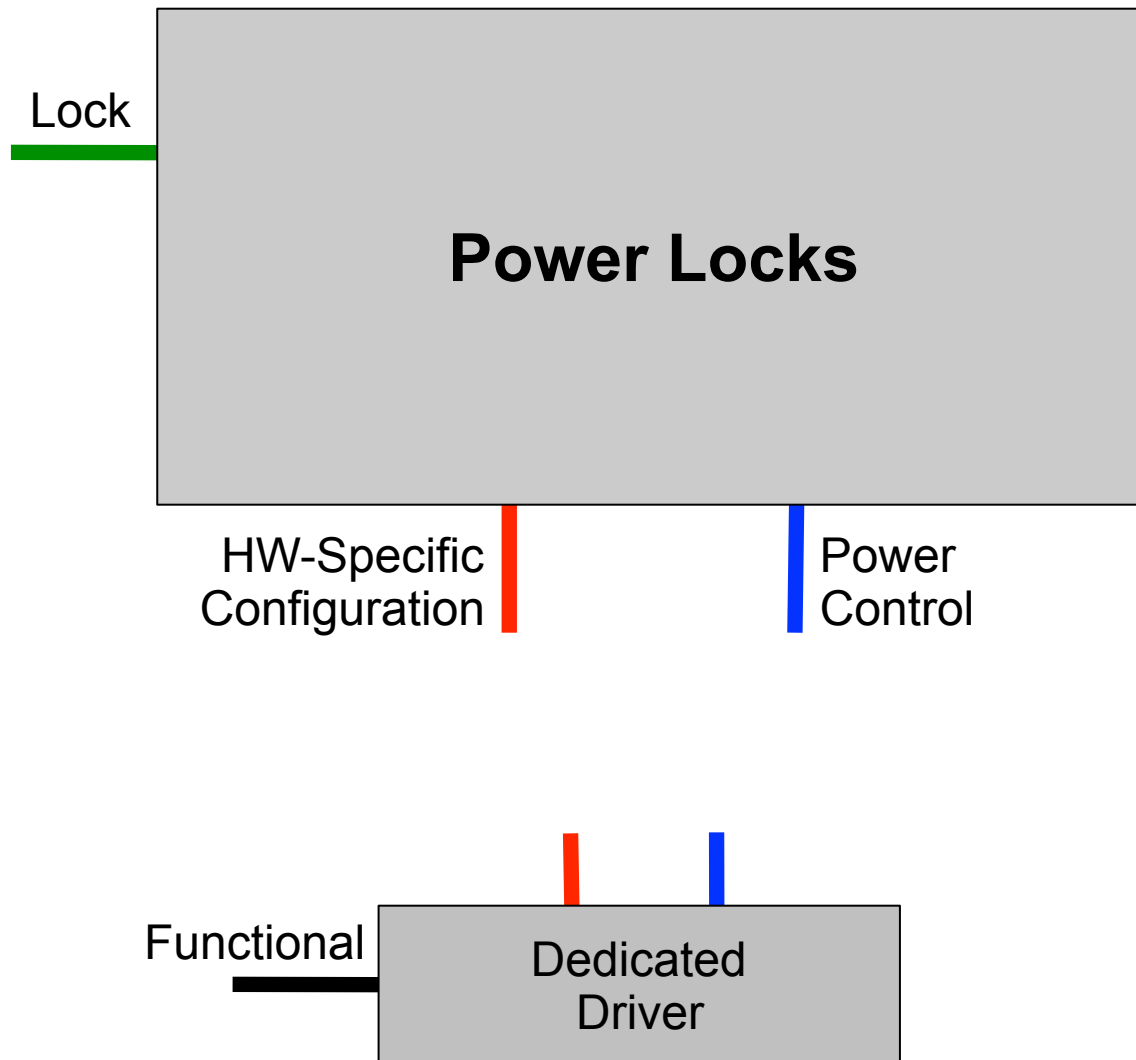 Lock
Power Locks
HW-Specific
Configuration
Power
Control
Functional
Dedicated
Driver